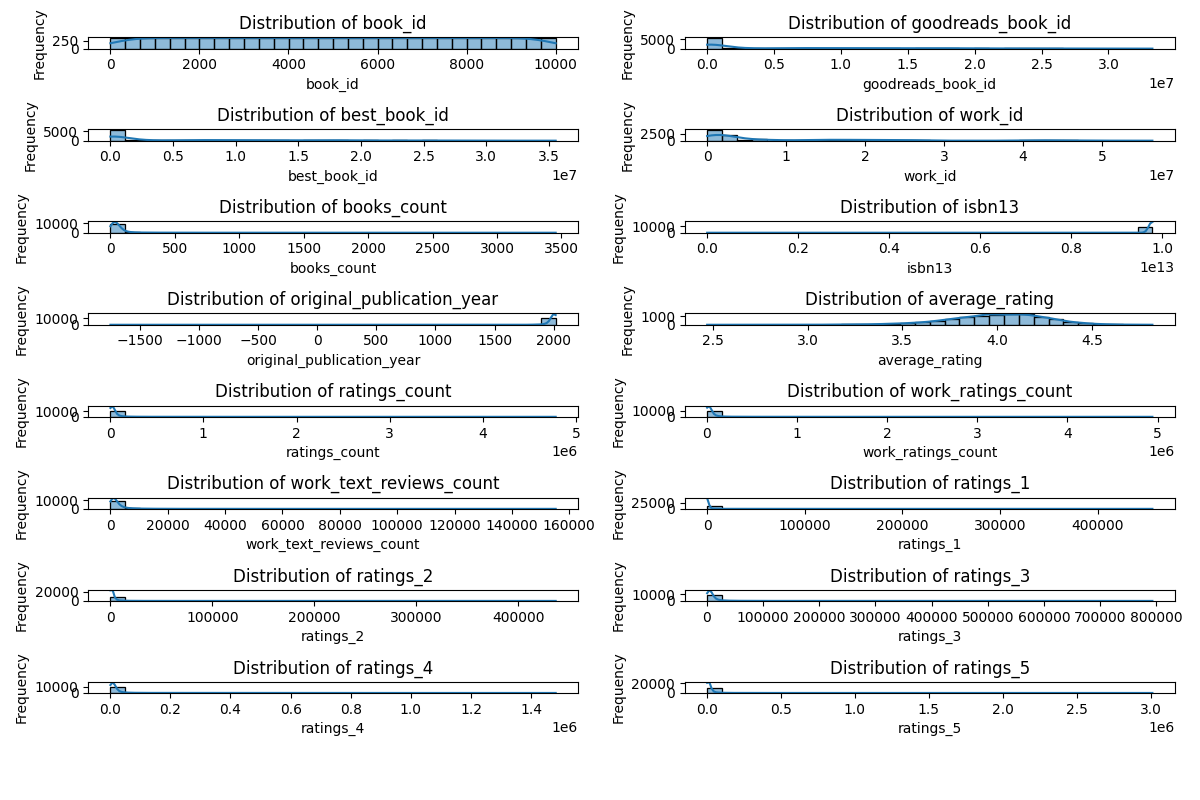 Distribution of book_id
Frequency
250
0
0 2000 4000 6000 8000 10000
book_id
Distribution of goodreads_book_id
Frequency
5000
0
0.0 0.5 1.0 1.5 2.0 2.5 3.0
1e7
goodreads_book_id
Distribution of best_book_id
Frequency
5000
0
0.0 0.5 1.0 1.5 2.0 2.5 3.0 3.5
1e7
best_book_id
Distribution of work_id
Frequency
2500
0
0 1 2 3 4 5
1e7
work_id
Distribution of books_count
Frequency
10000
0
0 500 1000 1500 2000 2500 3000 3500
books_count
Distribution of isbn13
Frequency
10000
0
0.0 0.2 0.4 0.6 0.8 1.0
1e13
isbn13
Distribution of original_publication_year
Frequency
10000
0
−1500 −1000 −500 0 500 1000 1500 2000
original_publication_year
Distribution of average_rating
Frequency
1000
0
2.5 3.0 3.5 4.0 4.5
average_rating
Distribution of ratings_count
Frequency
10000
0
0 1 2 3 4 5
1e6
ratings_count
Distribution of work_ratings_count
Frequency
10000
0
0 1 2 3 4 5
1e6
work_ratings_count
Distribution of work_text_reviews_count
Frequency
10000
0
0 20000 40000 60000 80000 100000 120000 140000 160000
work_text_reviews_count
Distribution of ratings_1
Frequency
25000
0
0 100000 200000 300000 400000
ratings_1
Distribution of ratings_2
Frequency
20000
0
0 100000 200000 300000 400000
ratings_2
Distribution of ratings_3
Frequency
10000
0
0 100000 200000 300000 400000 500000 600000 700000 800000
ratings_3
Distribution of ratings_4
Frequency
10000
0
0.0 0.2 0.4 0.6 0.8 1.0 1.2 1.4
1e6
ratings_4
Distribution of ratings_5
Frequency
20000
0
0.0 0.5 1.0 1.5 2.0 2.5 3.0
1e6
ratings_5